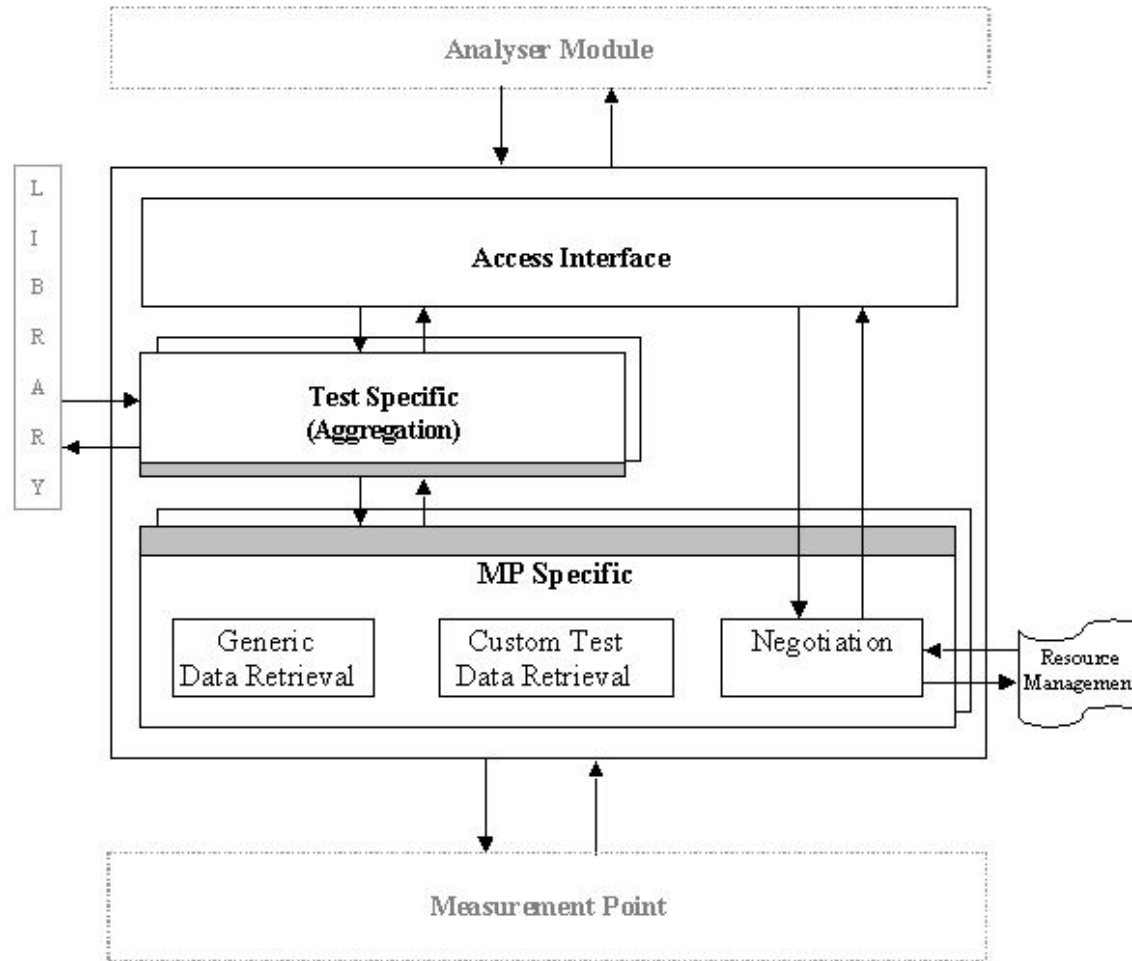 Analyser Module
L
I
B
R
A
R
Y
Access Interface
Test Specific
(Aggregation)
MP Specific
Generic
Data Retrieval
Custom Test
Data Retrieval
Negotiation
Resource
Management
Measurement Point